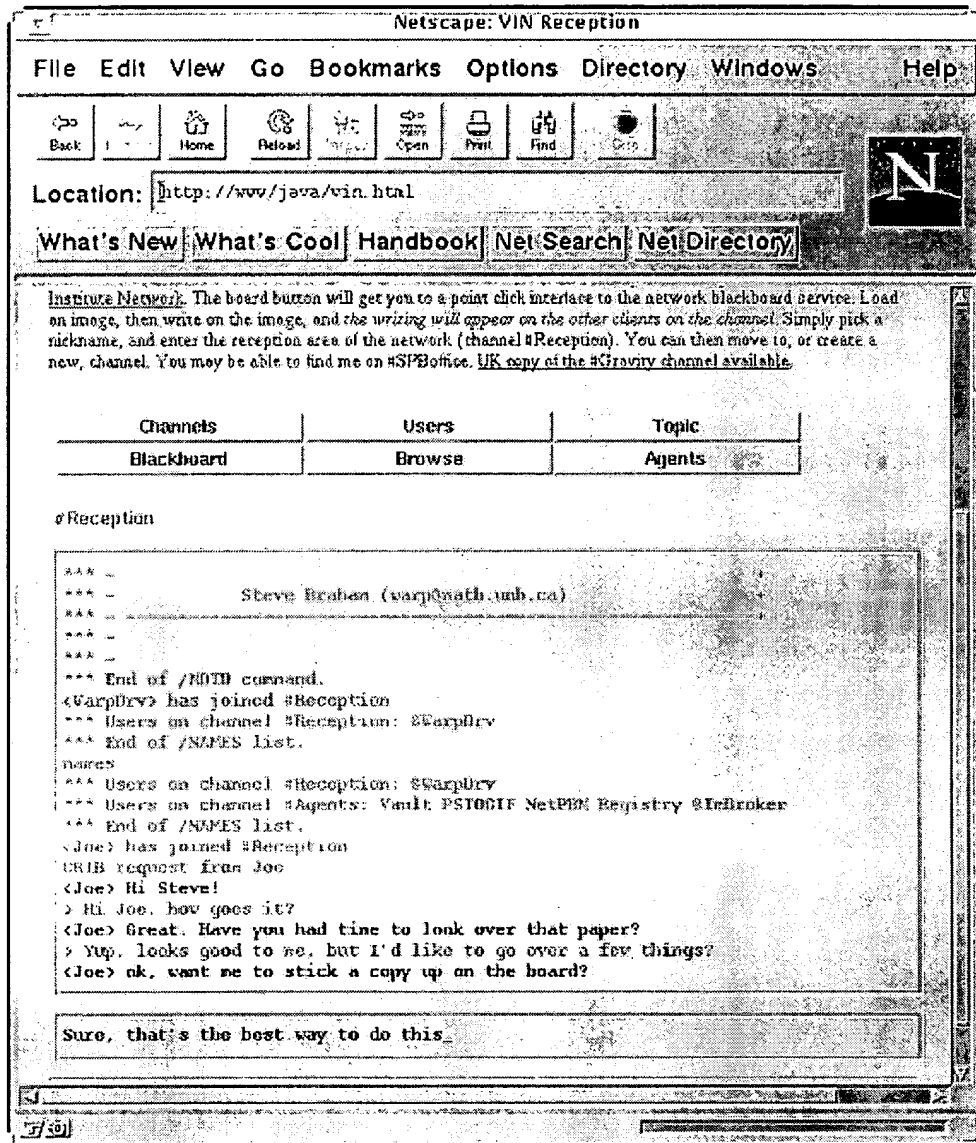 Netscape: VIN Reception
File Edit View Go Bookmarks Options Directory Windows Help
Back Home Reload Open Print Find
Location: http://www/java/vin.html
What's New What's Cool Handbook Net Search Net Directory
Institute Network. The board button will get you to a point click interface to the network blackboard service. Load
an image, then write on the image, and the writing will appear on the other clients on the channel. Simply pick a
nickname, and enter the reception area of the network (channel #Reception). You can then move to, or create a
new, channel. You may be able to find me on #SPBoffice. UK copy of the #Gravity channel available.
Channels Users Topic
Blackboard Browse Agents
#Reception
*** –
*** – Steve Braham (warp@math.unb.ca)
*** –
*** –
*** –
*** End of /MOTD command.
<WarpDrv> has joined #Reception
*** Users on channel #Reception: @WarpDrv
*** End of /NAMES list.
names
*** Users on channel #Reception: @WarpDrv
*** Users on channel #Agents: Vault PSTOGIF NetPBM Registry @ImBroker
*** End of /NAMES list.
<Joe> has joined #Reception
CRIB request from Joe
<Joe> Hi Steve!
> Hi Joe, how goes it?
<Joe> Great. Have you had time to look over that paper?
> Yup, looks good to me, but I'd like to go over a few things?
<Joe> ok, want me to stick a copy up on the board?
Sure, that's the best way to do this_